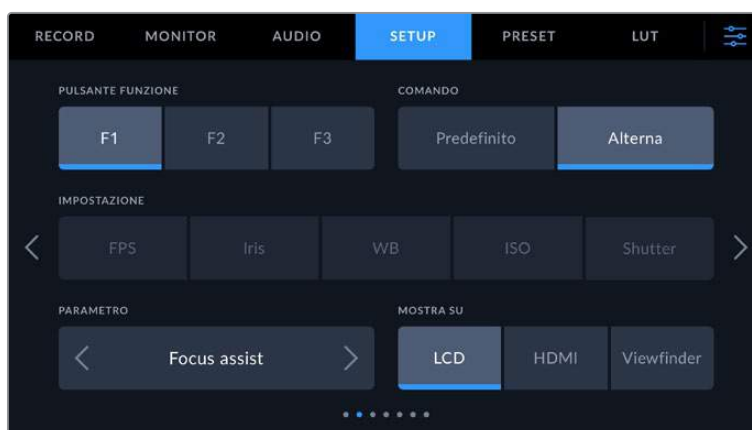 RECORD MONITOR AUDIO SETUP PRESET LUT
PULSANTE FUNZIONE COMANDO
F1 F2 F3 Predefinito Alterna
IMPOSTAZIONE
FPS Iris WB ISO Shutter
PARAMETRO MOSTRA SU
Focus assist LCD HDMI Viewfinder